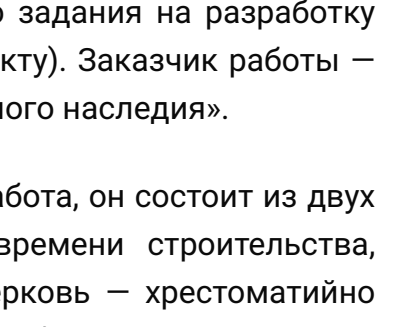 задания на разработку
кту). Заказчик работы —
ного наследия».
абота, он состоит из двух
времени строительства,
ерковь — хрестоматийно